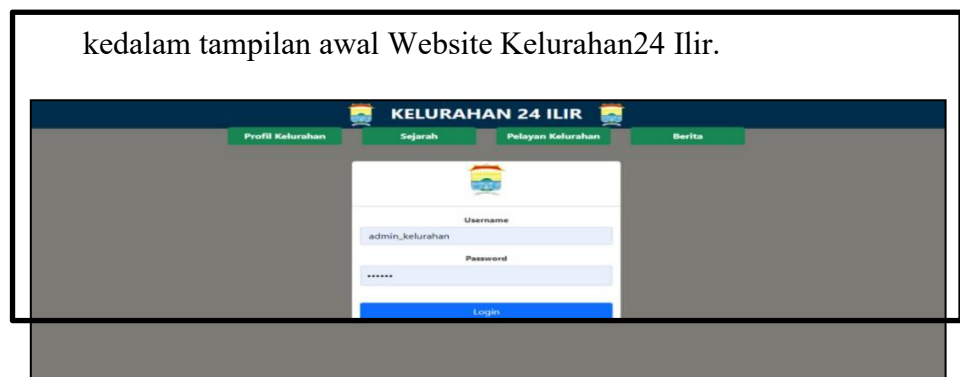 kedalam tampilan awal Website Kelurahan24 Ilir.
KELURAHAN 24 ILIR
Profil Kelurahan Sejarah Pelayan Kelurahan Berita
Username
admin_kelurahan
Password
••••••
Login